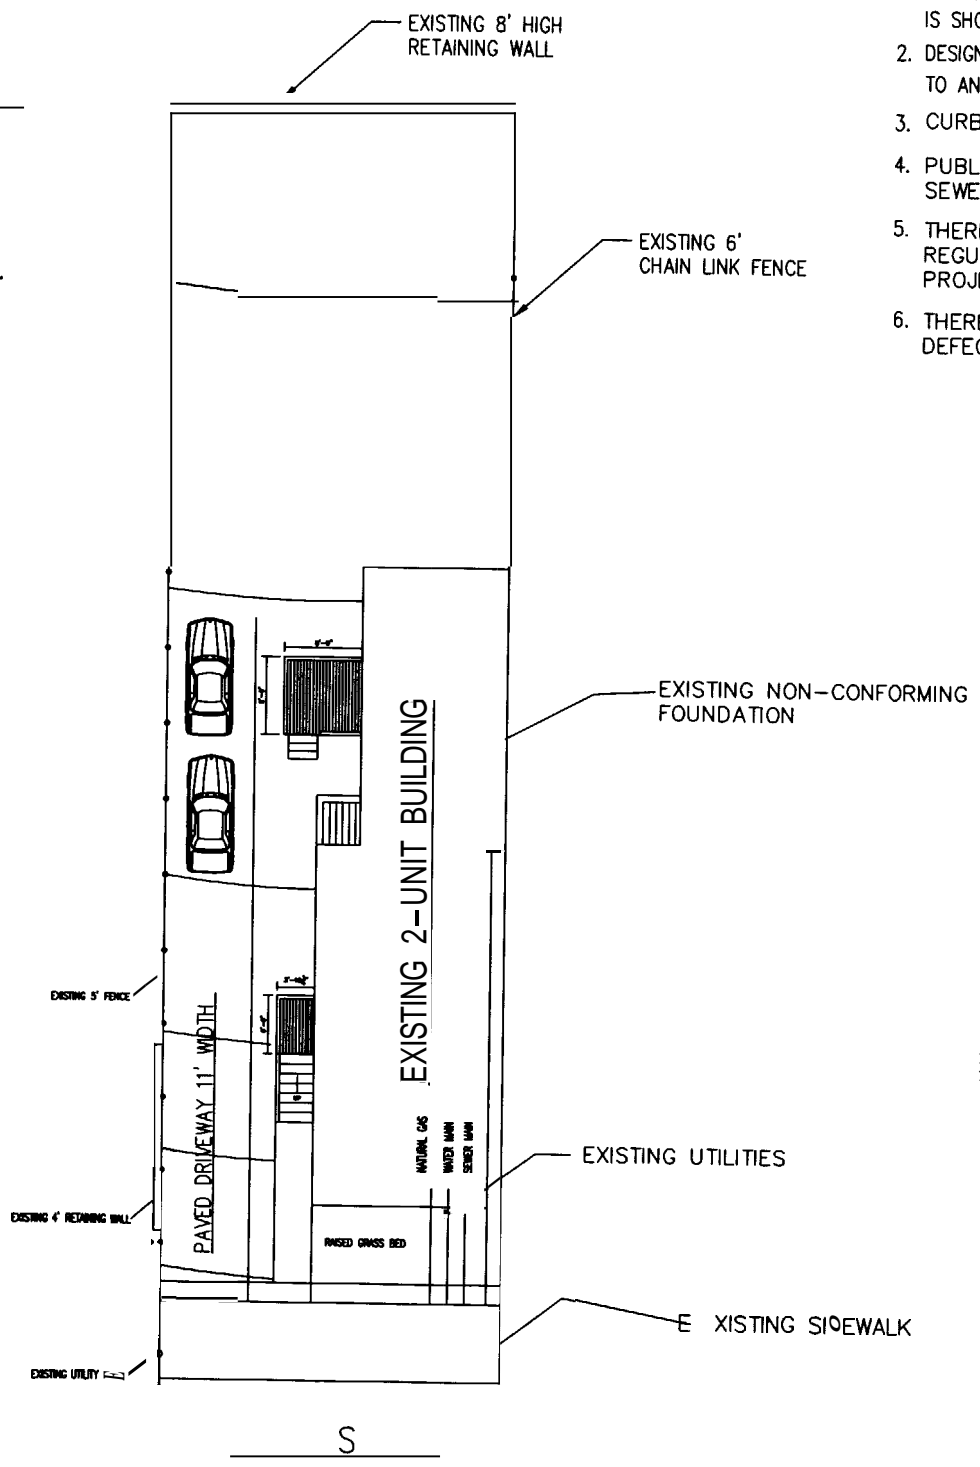 EXISTING 8' HIGH
RETAINING WALL
IS SHO
2. DESIGN
TO AN
3. CURB
4. PUBL
SEWE
5. THER
REGU
PROJ
6. THER
DEFE
EXISTING 6'
CHAIN LINK FENCE
EXISTING NON-CONFORMING
FOUNDATION
EXISTING 2-UNIT BUILDING
EXISTING 5' FENCE
PAVED DRIVEWAY 11' WIDTH
NATURAL GAS
WATER MAIN
SEWER MAIN
EXISTING UTILITIES
EXISTING 4' RETAINING WALL
RAISED GRASS BED
E XISTING SIDEWALK
EXISTING UTILITY
S